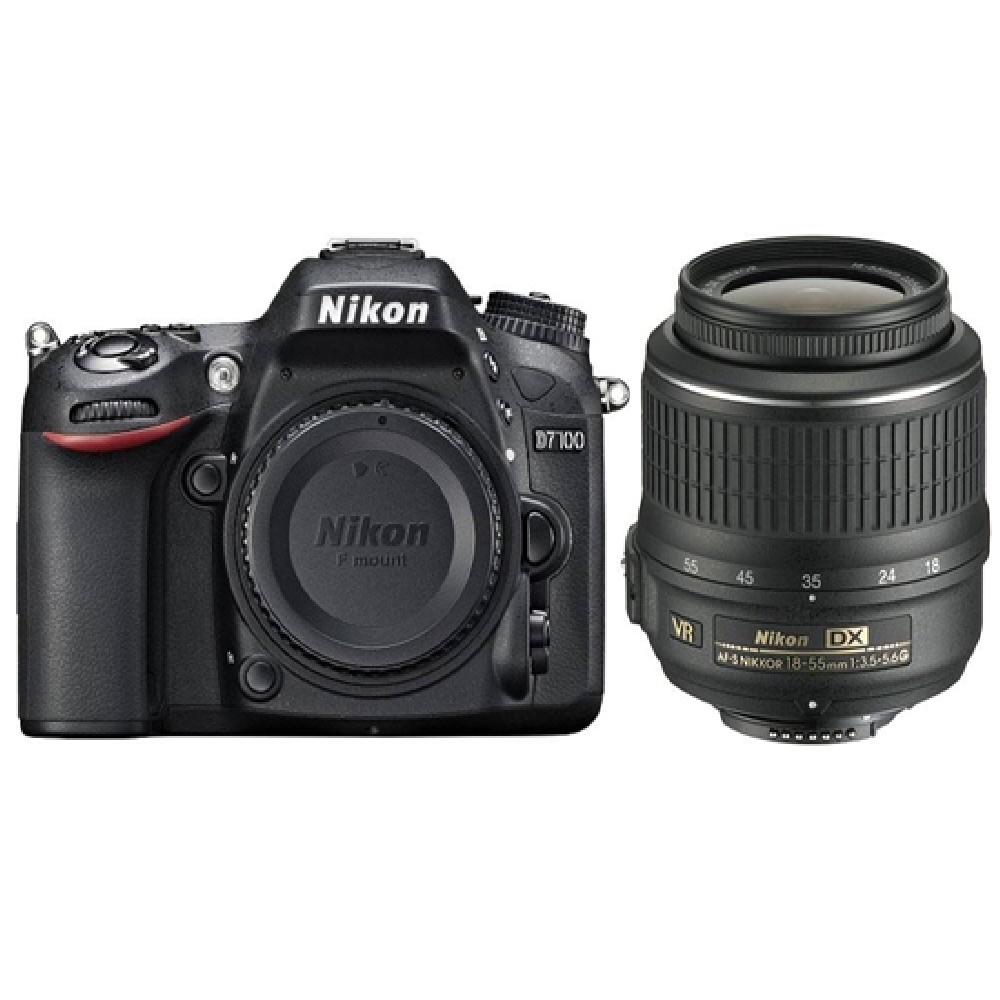 Nikon
D7100
Nikon
F mount
55 45 35 24 18
VR
Nikon DX
AF-S NIKKOR 18-55mm 1:3.5-5.6G